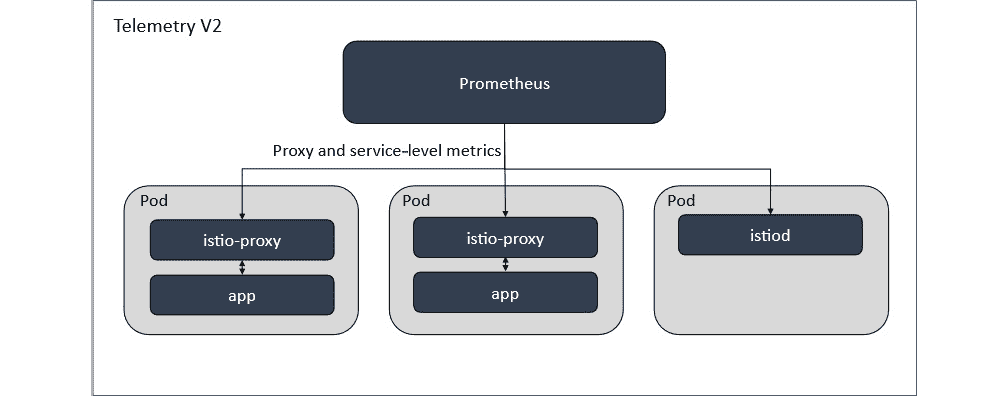 Telemetry V2
Prometheus
Proxy and service-level metrics
Pod
istio-proxy
app
Pod
istio-proxy
app
Pod
istiod